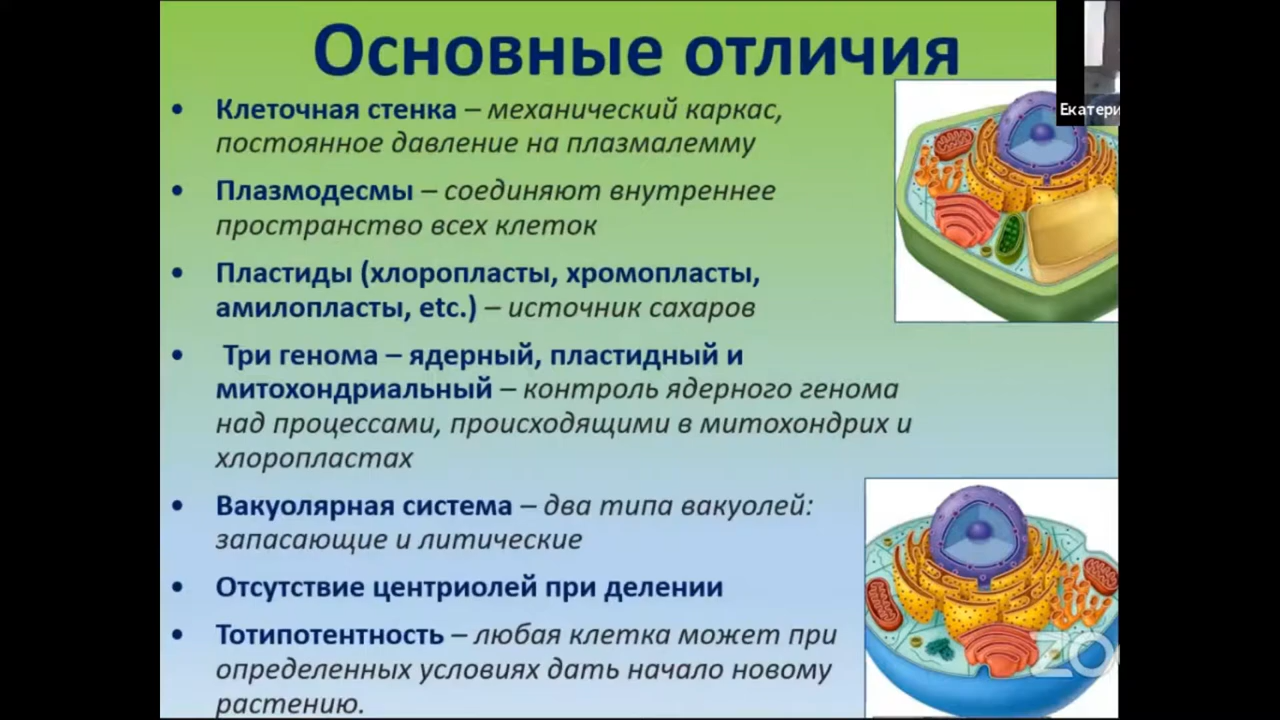 Основные отличия
Екатери
• Клеточная стенка – механический каркас,
постоянное давление на плазмалемму
• Плазмодесмы – соединяют внутреннее
пространство всех клеток
• Пластиды (хлоропласты, хромопласты,
амилопласты, etc.) – источник сахаров
• Три генома – ядерный, пластидный и
митохондриальный – контроль ядерного генома
над процессами, происходящими в митохондрих и
хлоропластах
• Вакуолярная система – два типа вакуолей:
запасающие и литические
• Отсутствие центриолей при делении
• Тотипотентность – любая клетка может при
определенных условиях дать начало новому
растению.
ZO